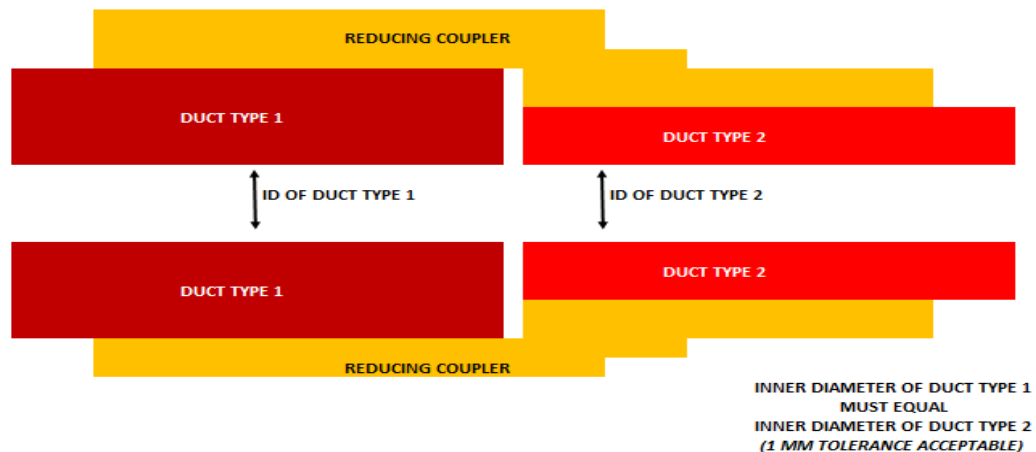 REDUCING COUPLER
DUCT TYPE 1
DUCT TYPE 2
ID OF DUCT TYPE 1
ID OF DUCT TYPE 2
DUCT TYPE 1
DUCT TYPE 2
REDUCING COUPLER
INNER DIAMETER OF DUCT TYPE 1
MUST EQUAL
INNER DIAMETER OF DUCT TYPE 2
(1 MM TOLERANCE ACCEPTABLE)